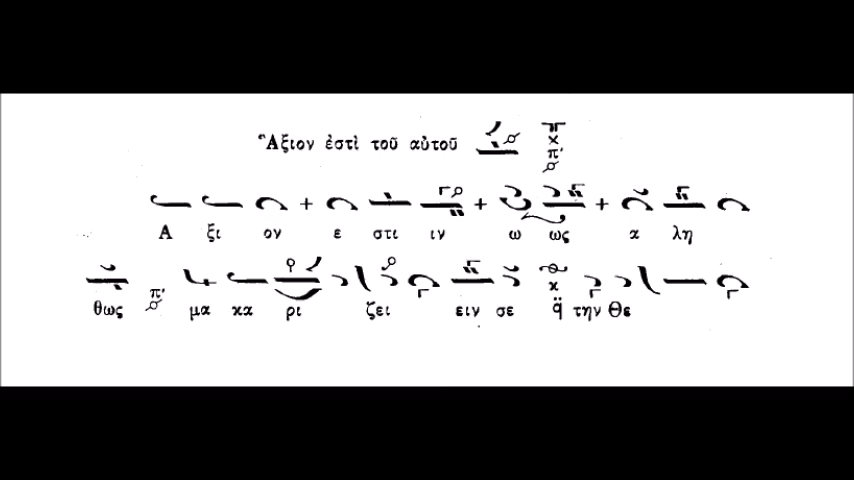 Ἄξιον ἐστὶ τοῦ αὐτοῦ π'
Α ξι ον ε στι ιν ω ως α λη
θως π' μα κα ρι ζει ειν σε την Θε